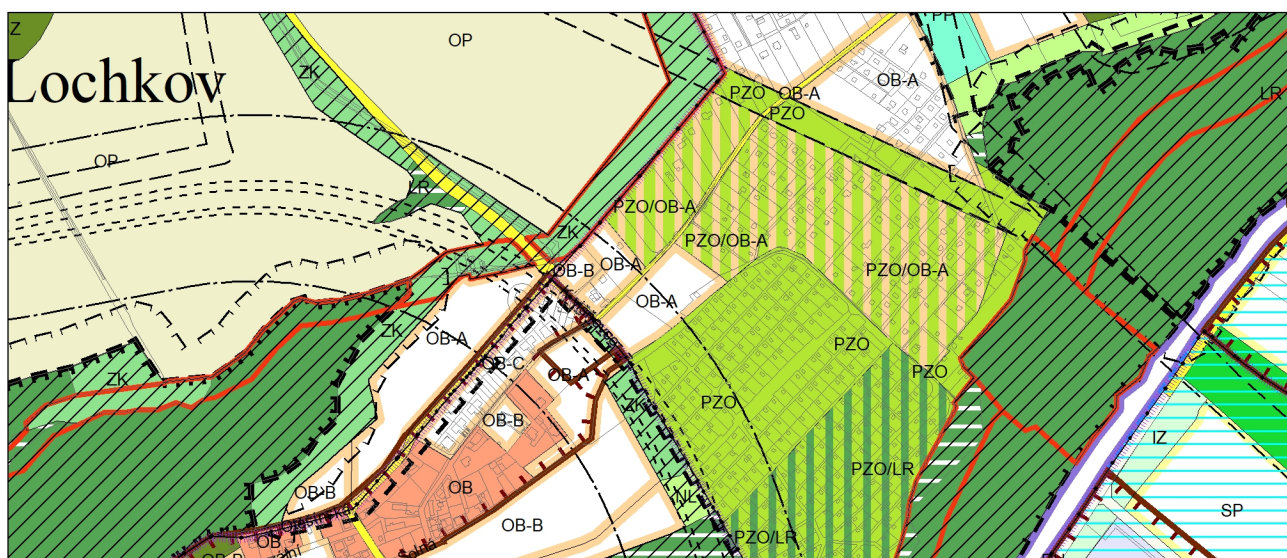 Z
OP
ZK
Lochkov
OP
LR
PZO
OB-A
PZO
OB-A
LR
PZO/OB-A
PZO/OB-A
PZO/OB-A
ZK
OB-B
OB-A
OB-A
OB-A
ZK
OB-C
OB-A
ZK
ZK
PZO
PZO
PZO
OB-B
PZO/LR
IZ
OB
OB-B
OB-B
NL
SP
PZO/LR
OB